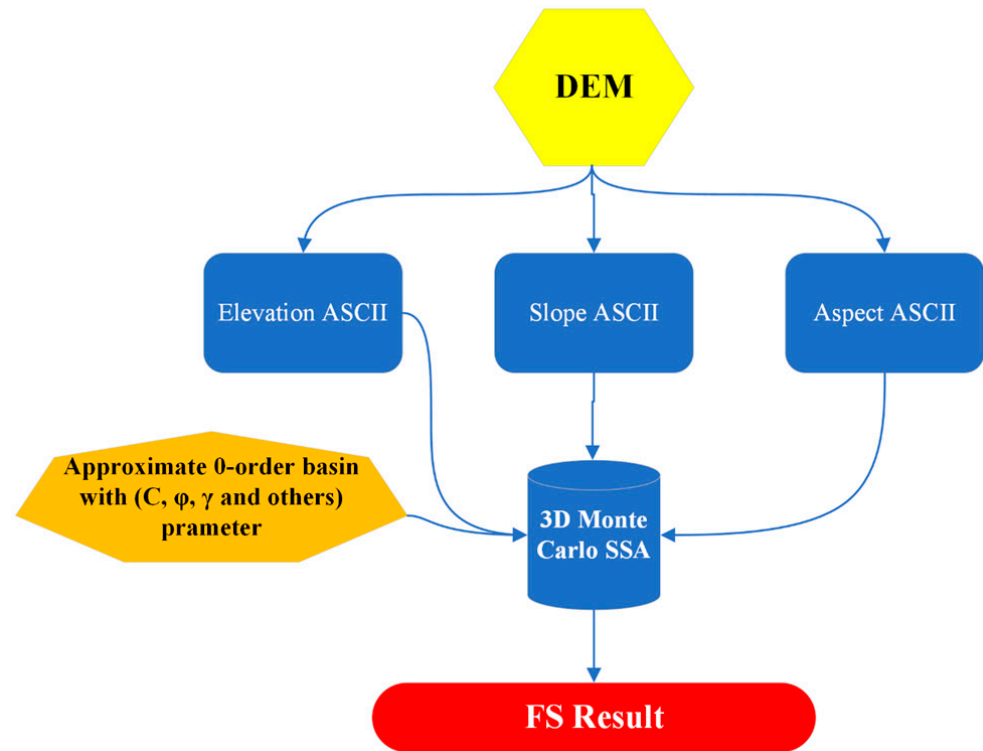 DEM
Elevation ASCII
Slope ASCII
Aspect ASCII
Approximate 0-order basin
with (C, φ, γ and others)
prameter
3D Monte
Carlo SSA
FS Result